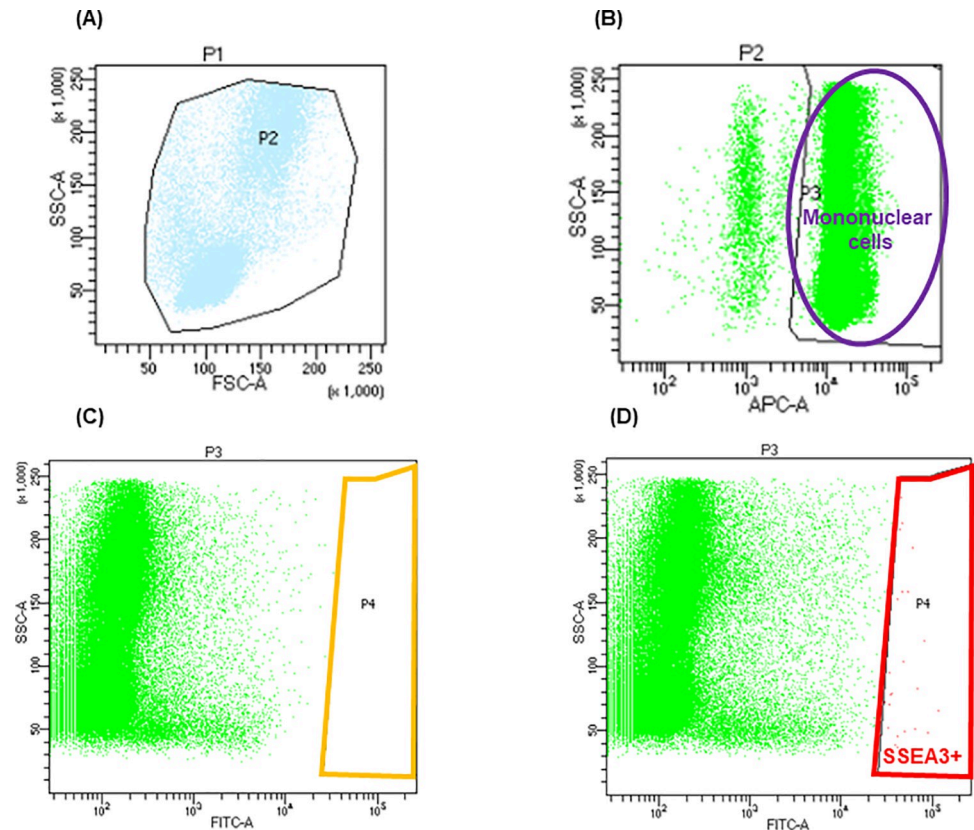 (A)
P1
(x 1,000)
250
200
150
100
50
SSC-A
P2
50 100 150 200 250
FSC-A
(x 1,000)
(B)
P2
(x 1,000)
250
200
150
100
50
SSC-A
P3
Mononuclear
cells
10² 10³ 10⁴ 10⁵
APC-A
(C)
P3
(x 1,000)
250
200
150
100
50
SSC-A
P4
10² 10³ 10⁴ 10⁵
FITC-A
(D)
P3
(x 1,000)
250
200
150
100
50
SSC-A
P4
SSEA3+
10² 10³ 10⁴ 10⁵
FITC-A